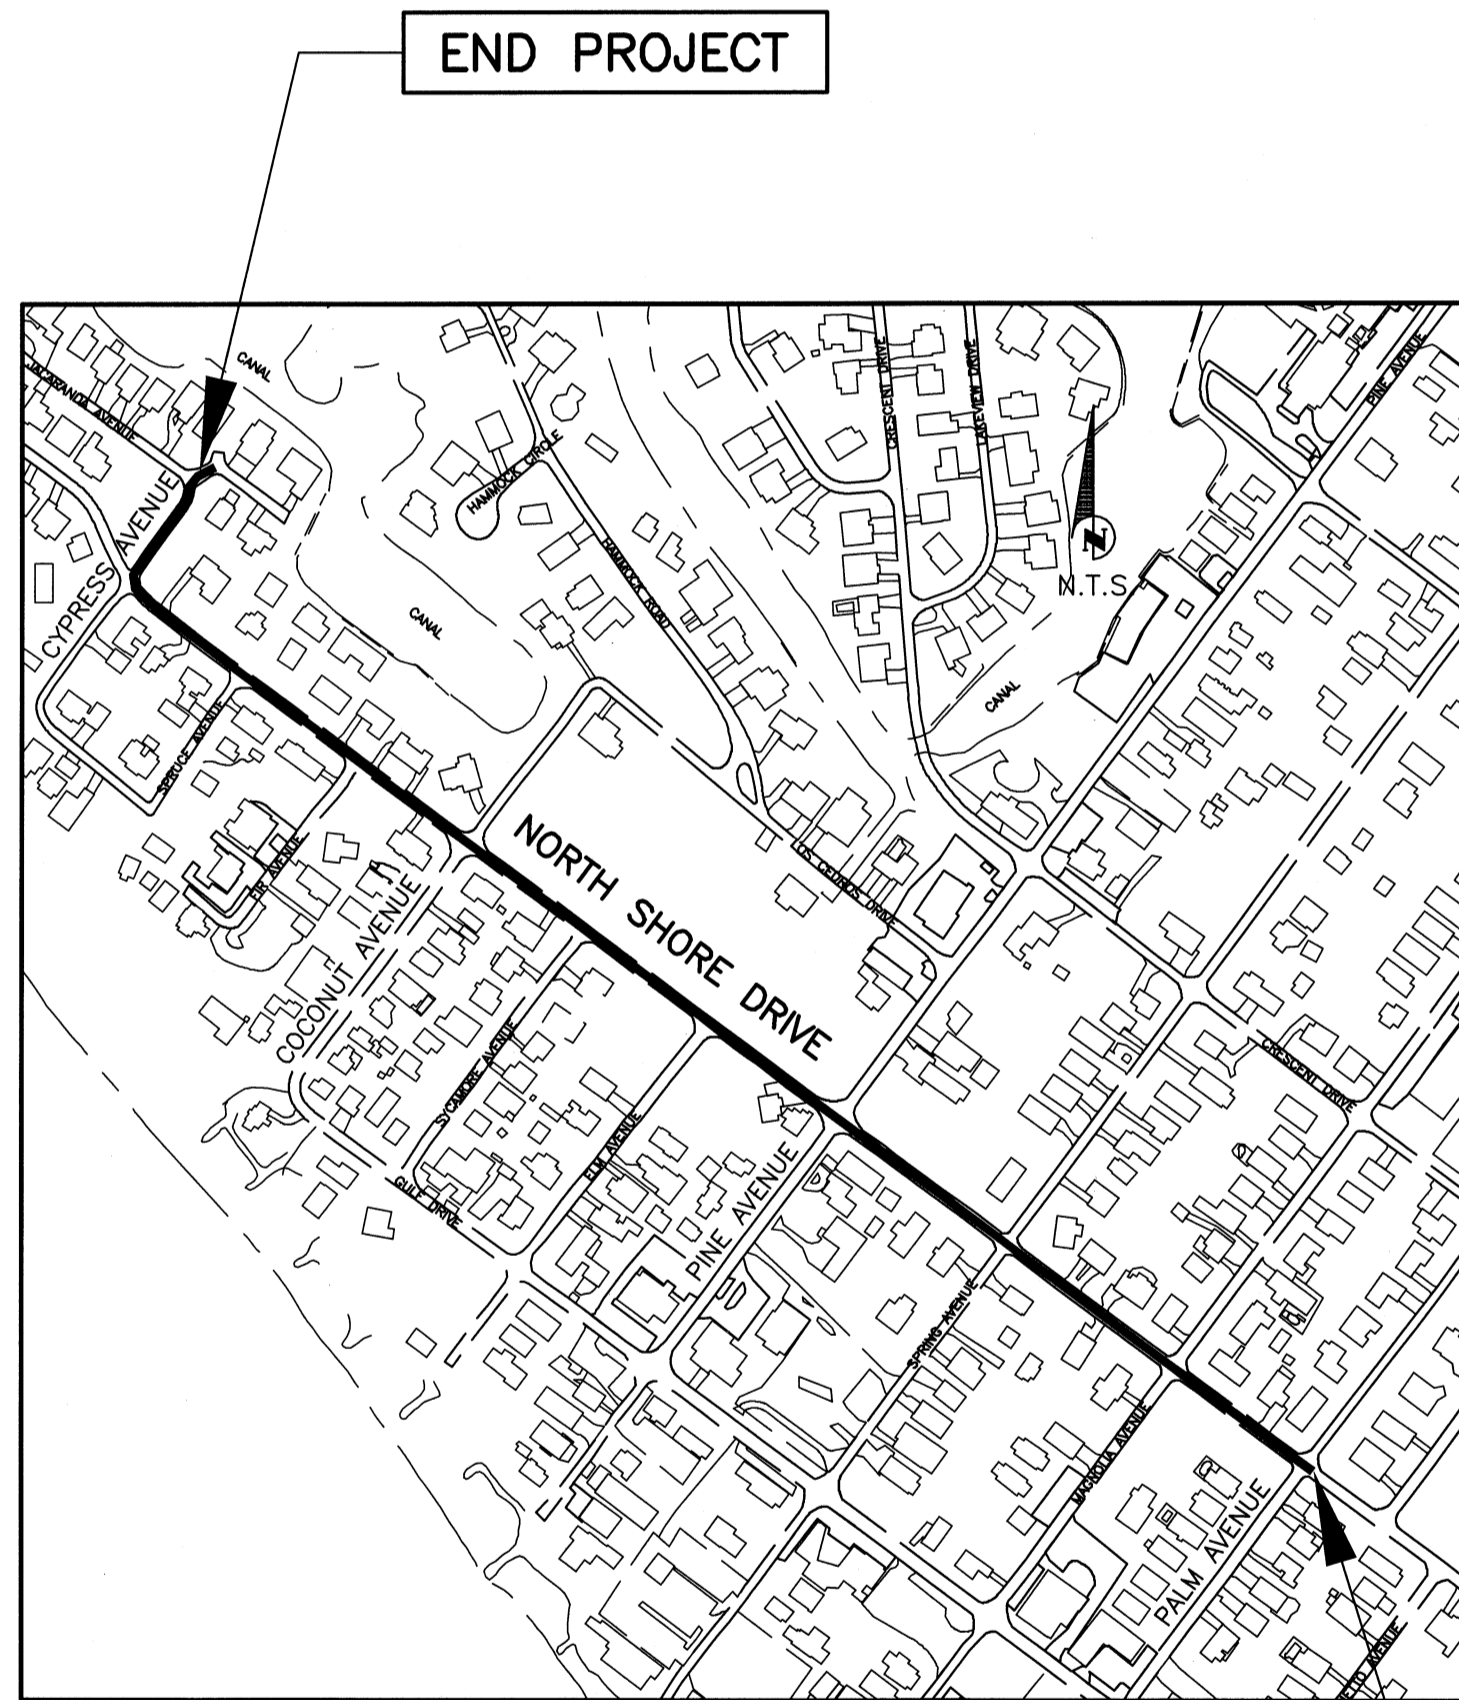 END PROJECT
CANAL
JACARANDA AVENUE
CYPRESS AVENUE
HAMMOCK CIRCLE
HAMMOCK ROAD
CRESCENT DRIVE
LAKEVIEW DRIVE
PINE AVENUE
N
N.T.S.
CANAL
CANAL
SPRUCE AVENUE
FIR AVENUE
COCONUT AVENUE
NORTH SHORE DRIVE
LOS CEDROS DRIVE
SYCAMORE AVENUE
GULF DRIVE
ELM AVENUE
PINE AVENUE
CRESCENT DRIVE
SPRING AVENUE
MAGNOLIA AVENUE
PALM AVENUE
AVENUE